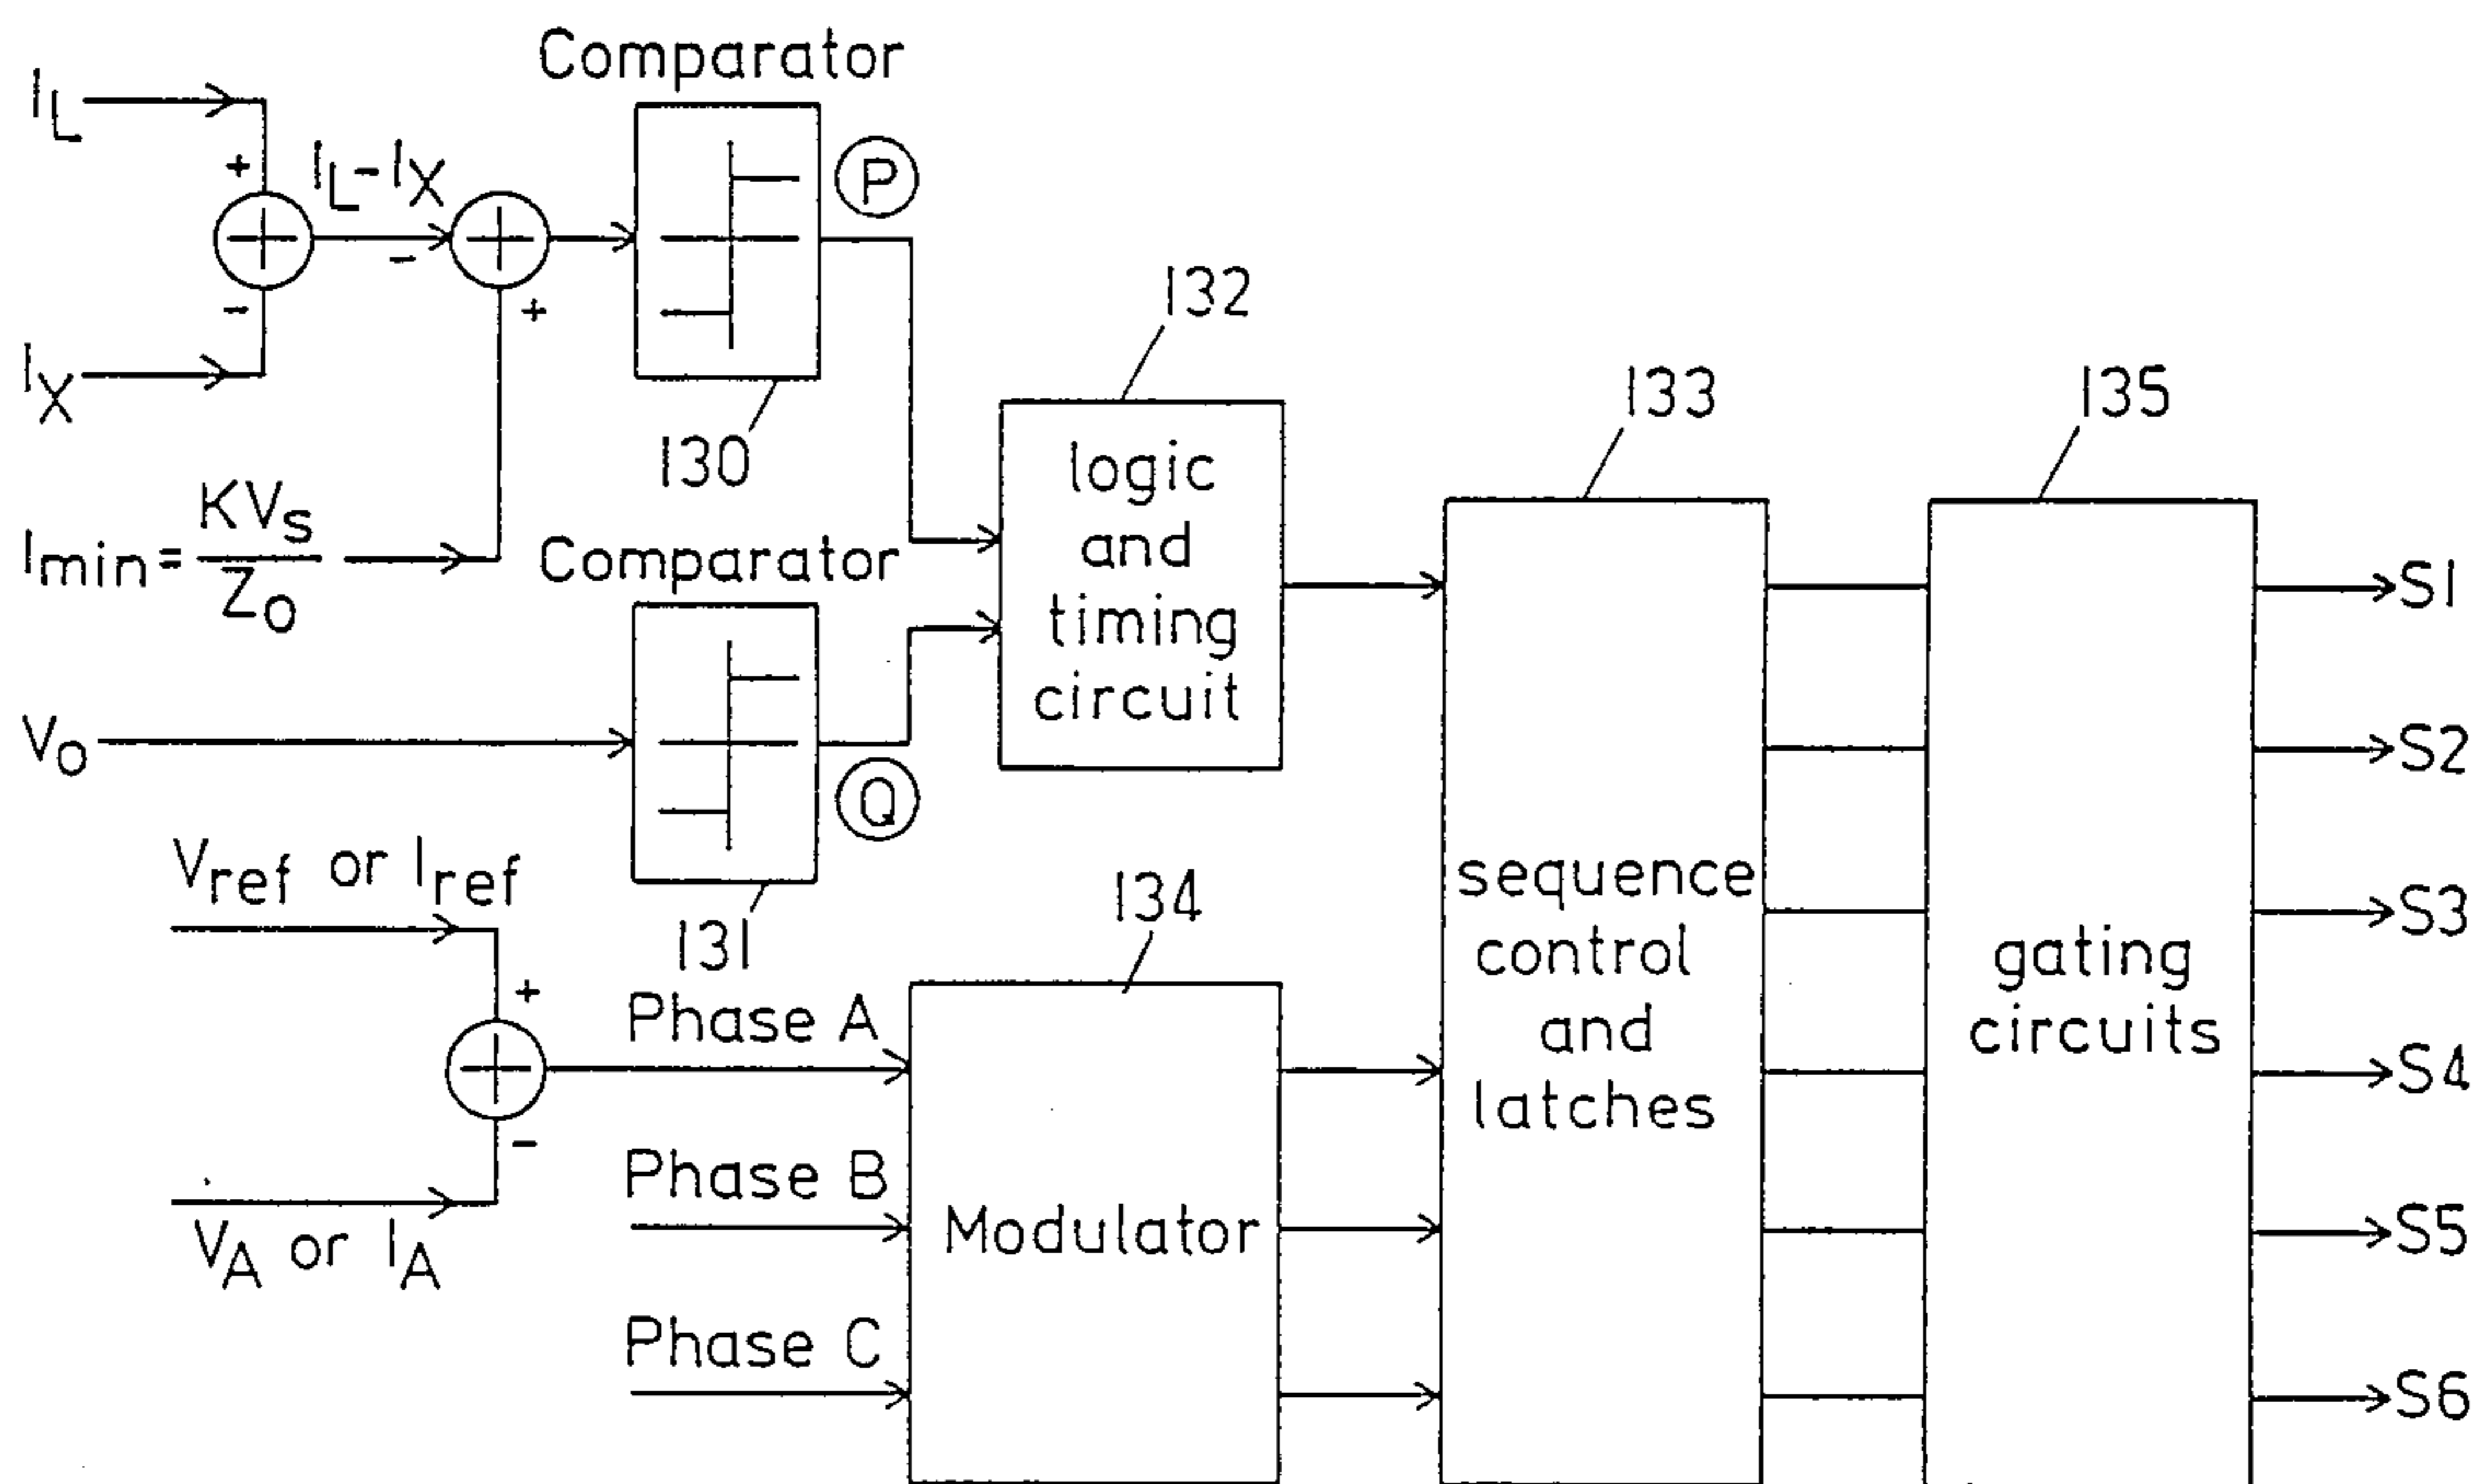 Comparator
IL
+
IL-IX
P
-
-
+
IX
130
132
logic
and
timing
circuit
133
135
Imin = KVs
Zo
Comparator
Vo
Q
131
Vref or Iref
+
-
VA or IA
134
Phase A
Phase B
Phase C
Modulator
sequence
control
and
latches
gating
circuits
S1
S2
S3
S4
S5
S6